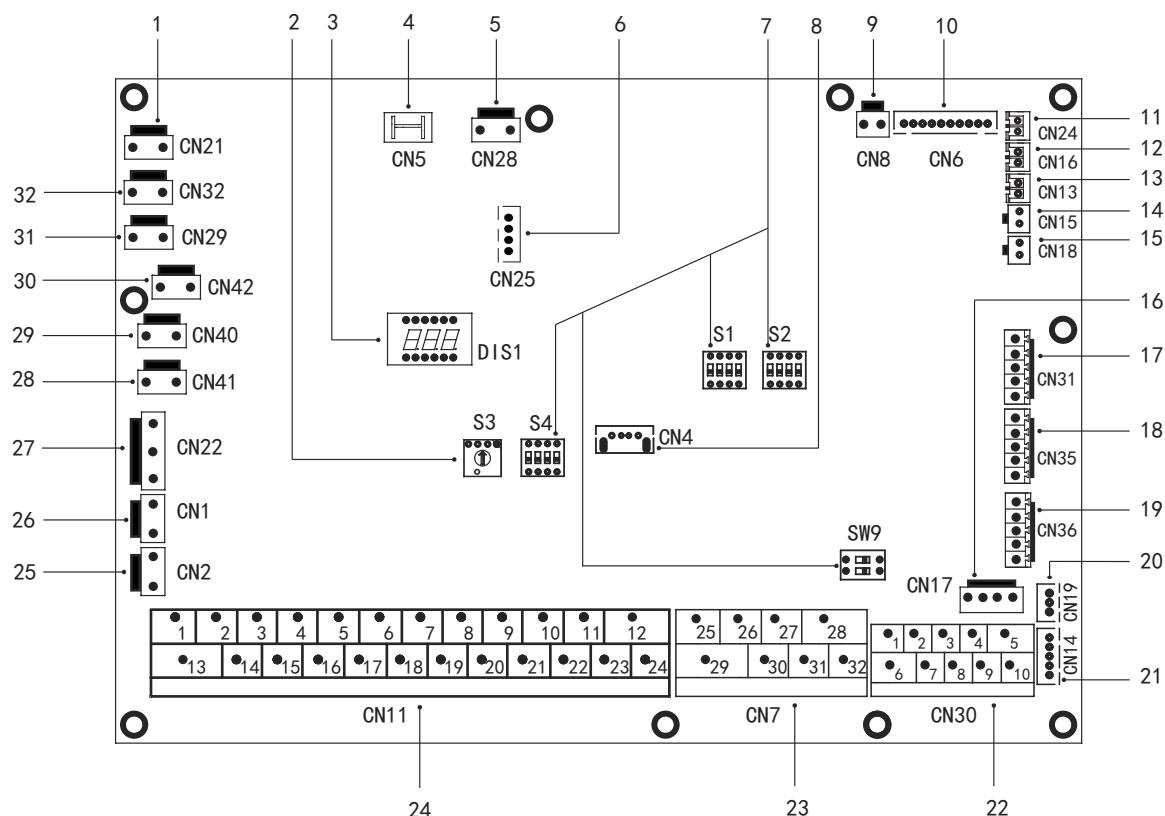 1 2 3 4 5 6 7 8 9 10
CN21
CN5
CN28
CN8
CN6
CN24 11
CN16 12
CN13 13
CN15 14
CN18 15
32 CN32
31 CN29
CN25
30 CN42
16
29 CN40
DIS1
S1 S2
17
CN31
28 CN41
S3 S4
CN4
18
CN35
27 CN22
2
26 CN1
19
CN36
SW9
25 CN2
CN17
20
CN19
1 2 3 4 5 6 7 8 9 10 11 12
25 26 27 28
1 2 3 4 5
CN14
13 14 15 16 17 18 19 20 21 22 23 24
29 30 31 32
6 7 8 9 10
21
CN11
CN7
CN30
24
23
22